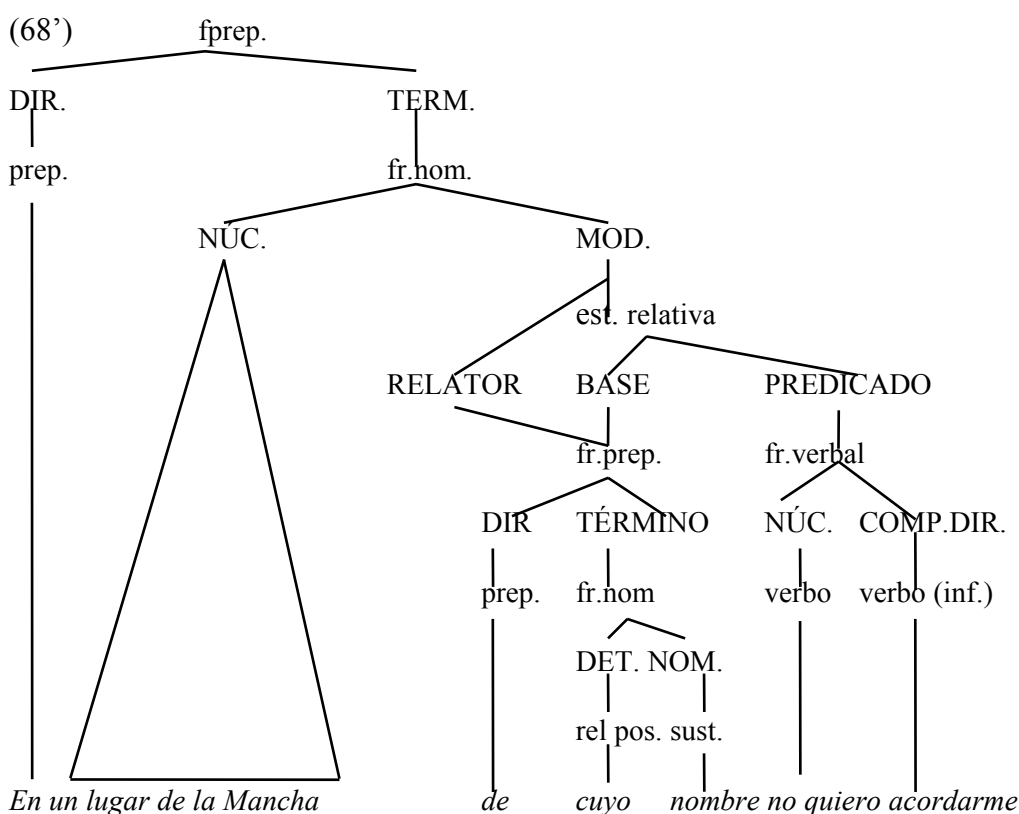 (68’) fprep.
DIR. TERM.
prep. fr.nom.
NÚC. MOD.
est. relativa
RELATOR BASE PREDICADO
fr.prep. fr.verbal
DIR TÉRMINO NÚC. COMP.DIR.
prep. fr.nom verbo verbo (inf.)
DET. NOM.
rel pos. sust.
En un lugar de la Mancha de cuyo nombre no quiero acordarme